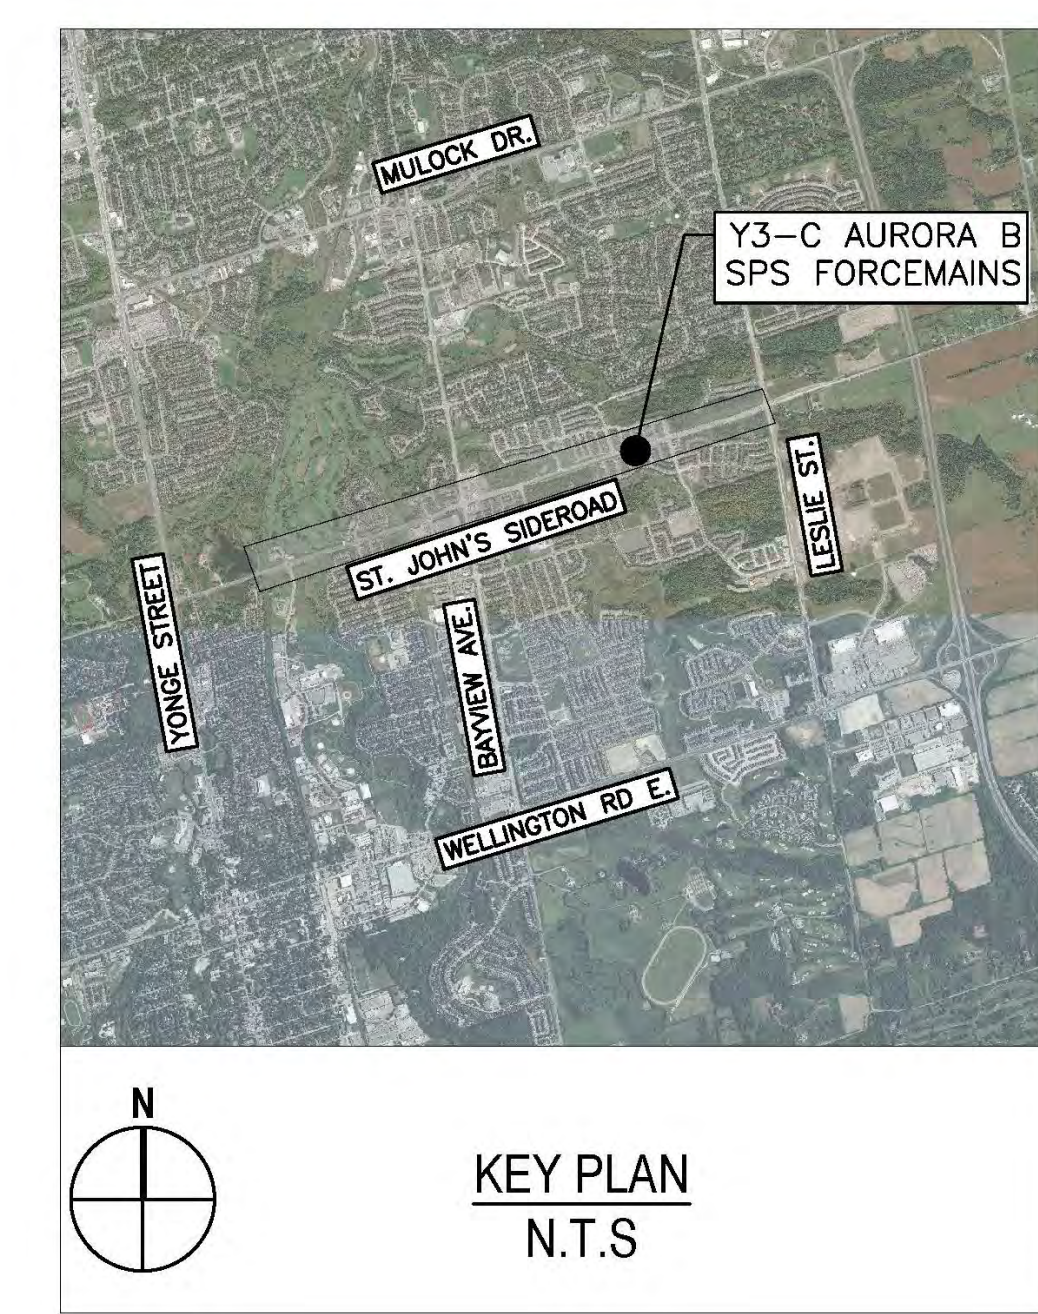 MULOCK DR.
Y3-C AURORA B
SPS FORCEMAINS
LESLIE ST.
ST. JOHN'S SIDEROAD
YONGE STREET
BAYVIEW AVE.
WELLINGTON RD E.
N
KEY PLAN
N.T.S